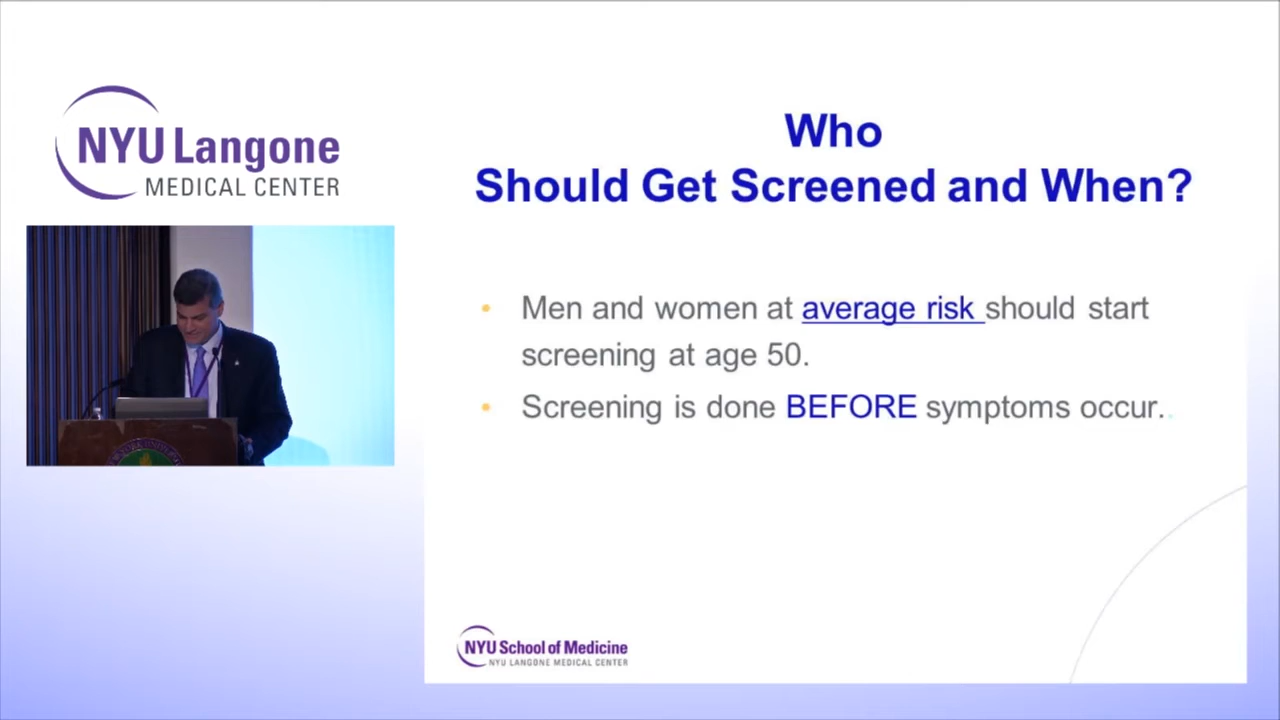 NYU Langone
MEDICAL CENTER
Who
Should Get Screened and When?
• Men and women at average risk should start
screening at age 50.
• Screening is done BEFORE symptoms occur..
NYU School of Medicine
NYU LANGONE MEDICAL CENTER